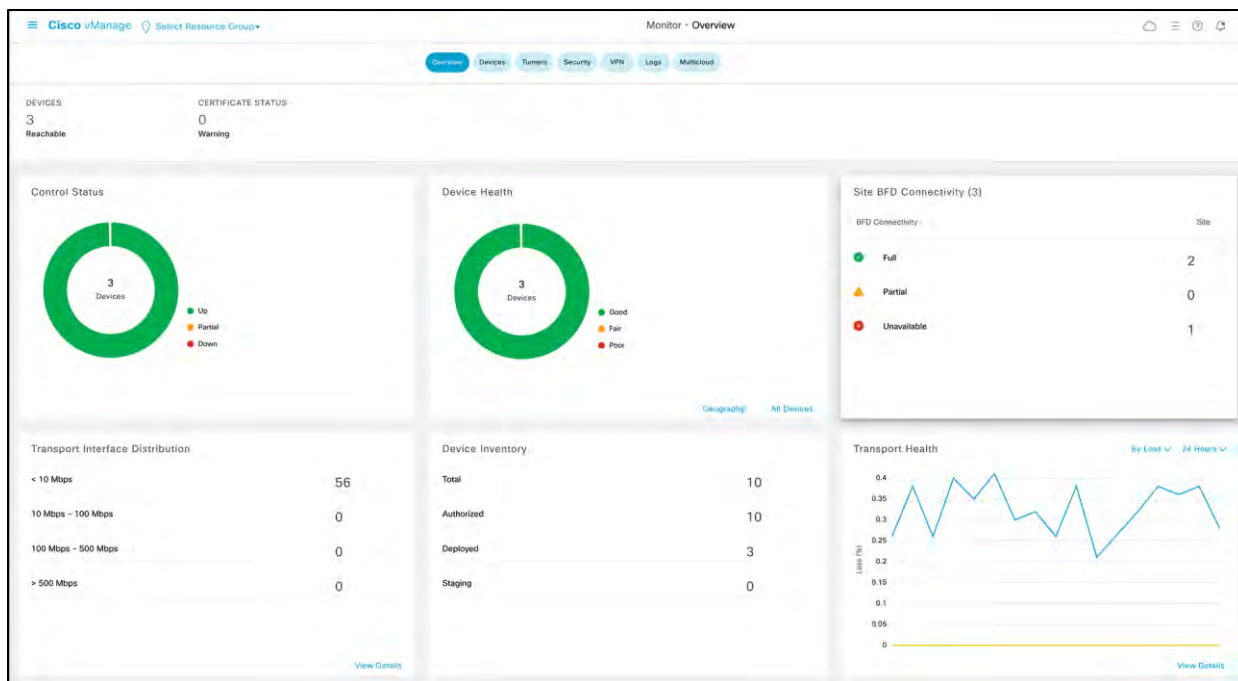 Cisco vManage Select Resource Group
Monitor · Overview
Overview Devices Tunnels Security VPN Logs Multicloud
DEVICES
3
Reachable
CERTIFICATE STATUS
0
Warning
Control Status
3
Devices
Up
Partial
Down
Device Health
3
Devices
Good
Fair
Poor
Geography All Devices
Site BFD Connectivity (3)
BFD Connectivity Site
Full 2
Partial 0
Unavailable 1
Transport Interface Distribution
< 10 Mbps 56
10 Mbps - 100 Mbps 0
100 Mbps - 500 Mbps 0
> 500 Mbps 0
View Details
Device Inventory
Total 10
Authorized 10
Deployed 3
Staging 0
Transport Health By Loss 24 Hours
Loss (%)
0.4
0.35
0.3
0.25
0.2
0.15
0.1
0.05
0
View Details